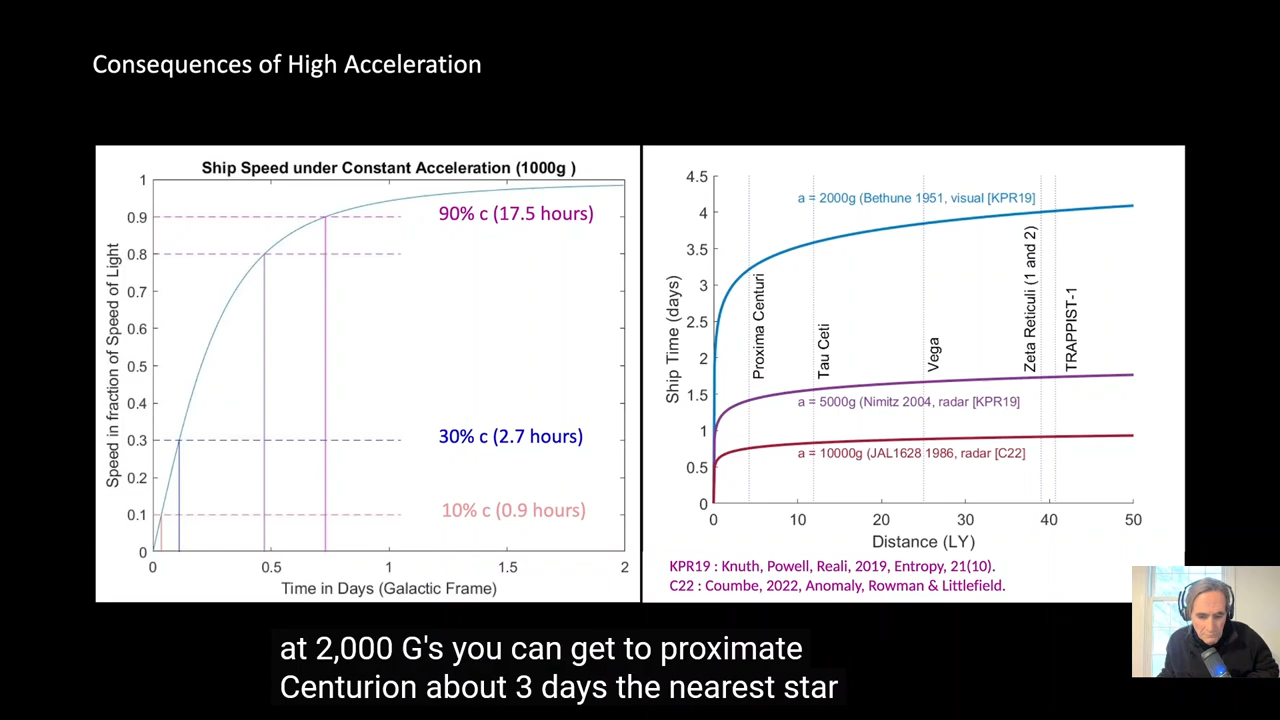 Consequences of High Acceleration
Ship Speed under Constant Acceleration (1000g )
Speed in fraction of Speed of Light
1
0.9
0.8
0.7
0.6
0.5
0.4
0.3
0.2
0.1
0
90% c (17.5 hours)
30% c (2.7 hours)
10% c (0.9 hours)
0 0.5 1 1.5 2
Time in Days (Galactic Frame)
Ship Time (days)
4.5
4
3.5
3
2.5
2
1.5
1
0.5
0
a = 2000g (Bethune 1951, visual [KPR19]
Proxima Centuri
Tau Ceti
Vega
Zeta Reticuli (1 and 2)
TRAPPIST-1
a = 5000g (Nimitz 2004, radar [KPR19]
a = 10000g (JAL1628 1986, radar [C22]
0 10 20 30 40 50
Distance (LY)
KPR19 : Knuth, Powell, Reali, 2019, Entropy, 21(10).
C22 : Coumbe, 2022, Anomaly, Rowman & Littlefield.
at 2,000 G's you can get to proximate
Centurion about 3 days the nearest star